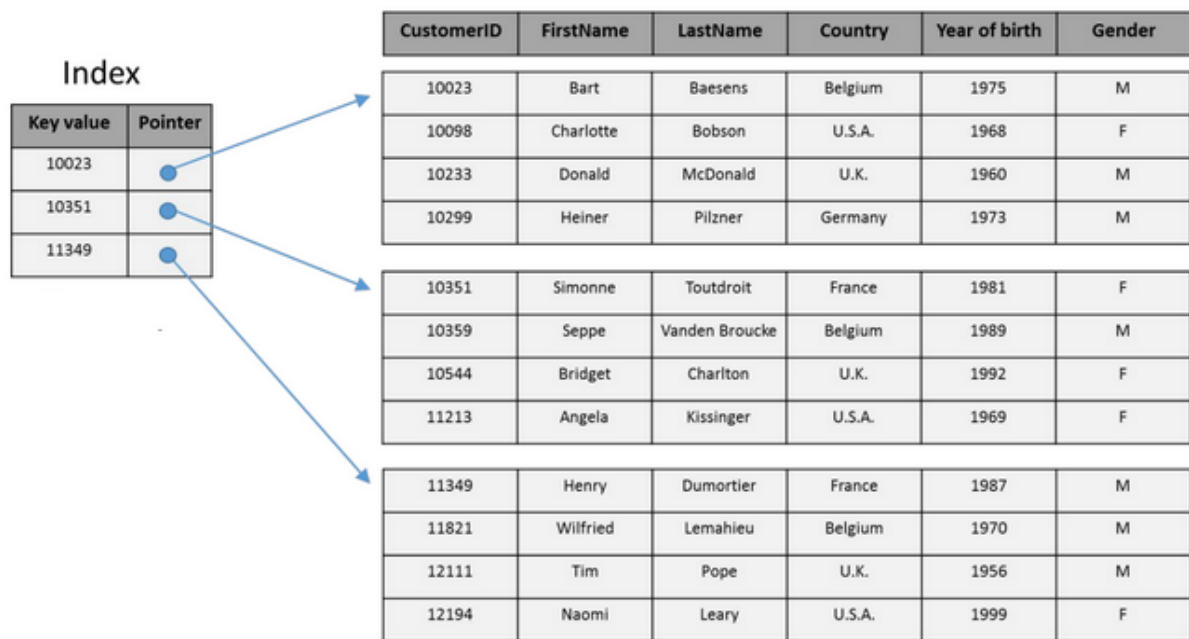 Index
Key value Pointer
10023
10351
11349
CustomerID FirstName LastName Country Year of birth Gender
10023 Bart Baesens Belgium 1975 M
10098 Charlotte Bobson U.S.A. 1968 F
10233 Donald McDonald U.K. 1960 M
10299 Heiner Pilzner Germany 1973 M
10351 Simonne Toutdroit France 1981 F
10359 Seppe Vanden Broucke Belgium 1989 M
10544 Bridget Charlton U.K. 1992 F
11213 Angela Kissinger U.S.A. 1969 F
11349 Henry Dumortier France 1987 M
11821 Wilfried Lemahieu Belgium 1970 M
12111 Tim Pope U.K. 1956 M
12194 Naomi Leary U.S.A. 1999 F